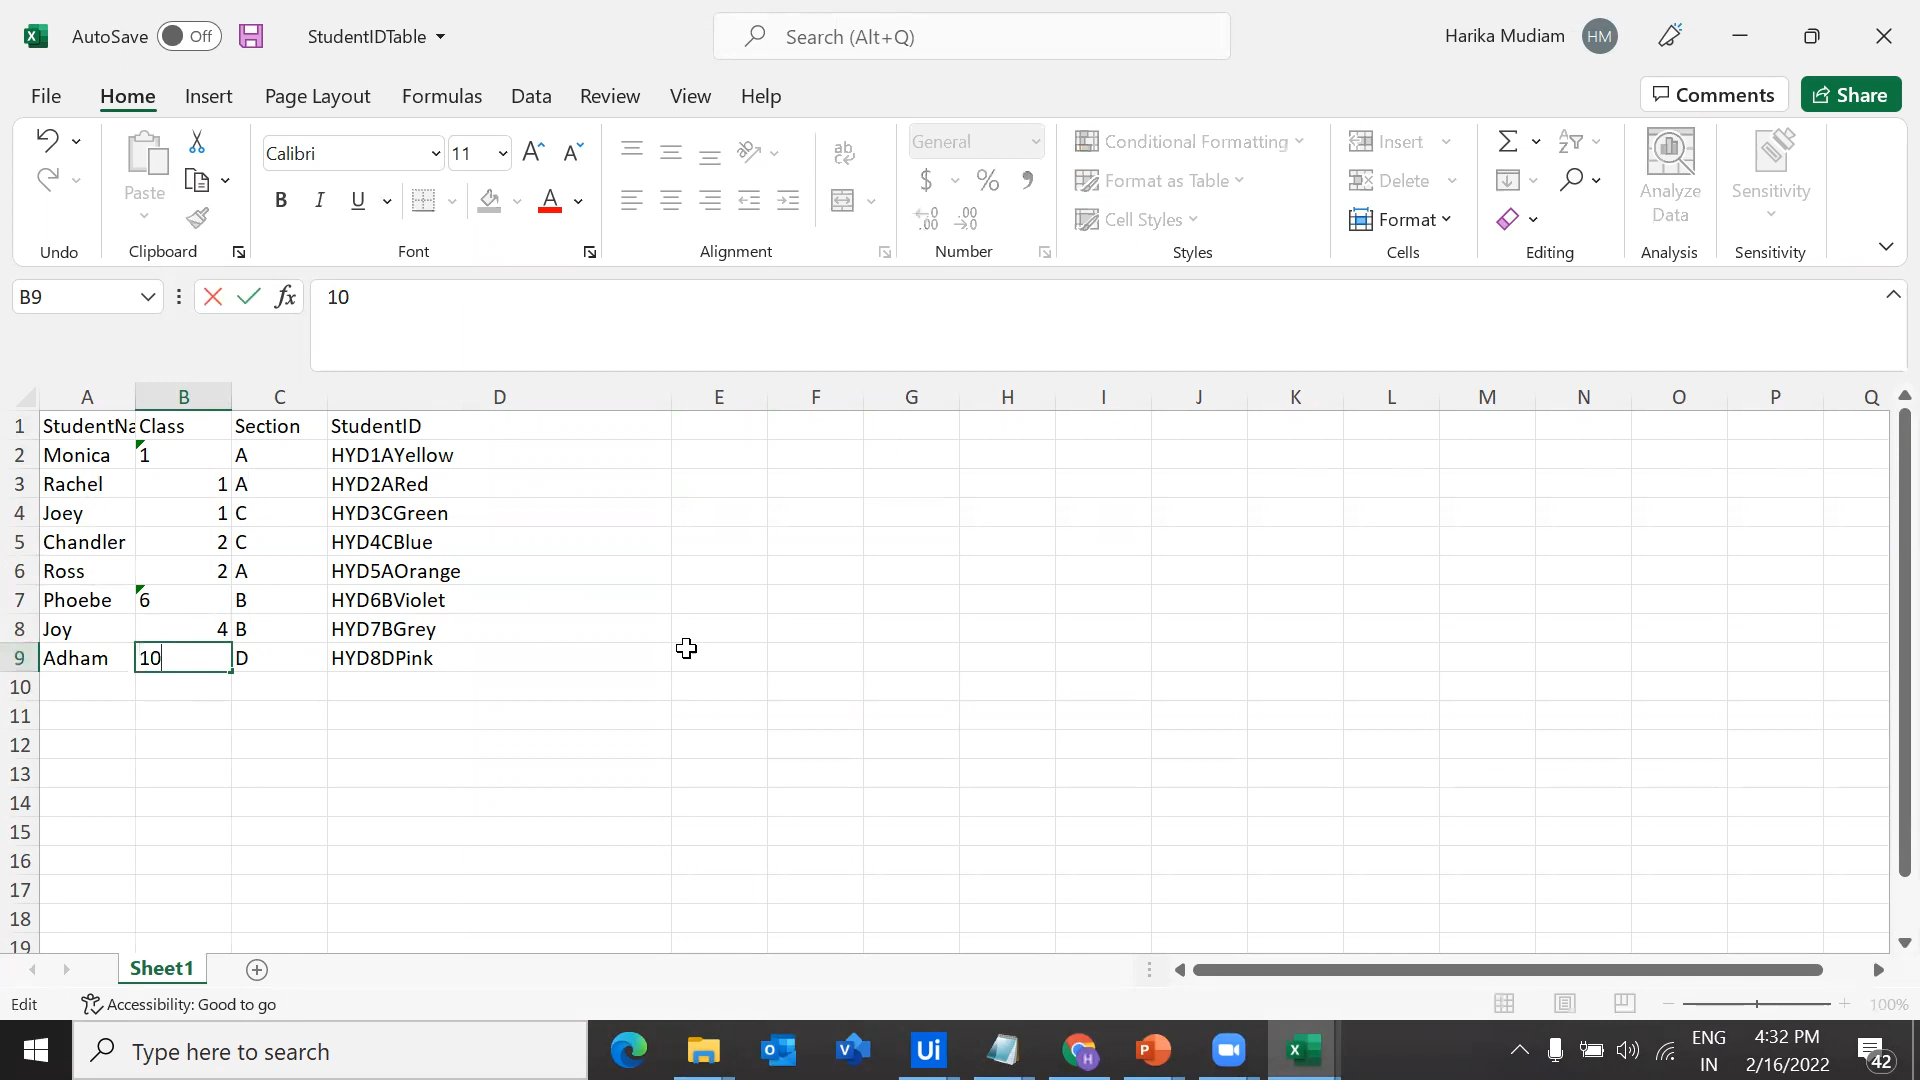 AutoSave Off StudentIDTable Search (Alt+Q) Harika Mudiam HM
File Home Insert Page Layout Formulas Data Review View Help Comments Share
Paste Calibri 11 B I U ab General $ % Conditional Formatting Format as Table Cell Styles Insert Delete Format Analyze Data Sensitivity
Undo Clipboard Font Alignment Number Styles Cells Editing Analysis Sensitivity
B9 fx 10
A B C D E F G H I J K L M N O P Q
1 StudentNa Class Section StudentID
2 Monica 1 A HYD1AYellow
3 Rachel 1 A HYD2ARed
4 Joey 1 C HYD3CGreen
5 Chandler 2 C HYD4CBlue
6 Ross 2 A HYD5AOrange
7 Phoebe 6 B HYD6BViolet
8 Joy 4 B HYD7BGrey
9 Adham 10 D HYD8DPink
10
11
12
13
14
15
16
17
18
19
Sheet1
Edit Accessibility: Good to go 100%
Type here to search Ui ENG 4:32 PM
IN 2/16/2022 42